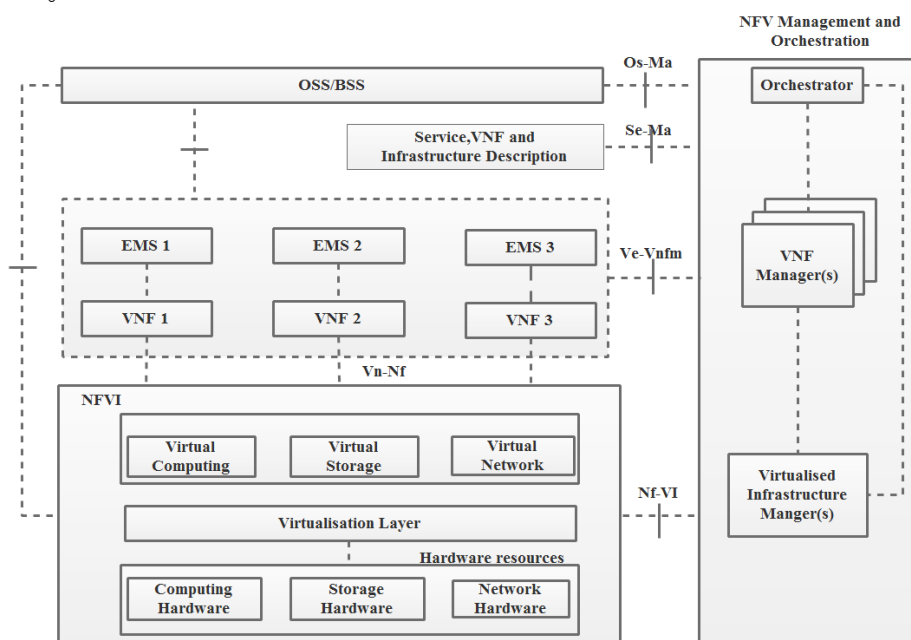 NFV Management and
Orchestration
Os-Ma
OSS/BSS
Orchestrator
Se-Ma
Service,VNF and
Infrastructure Description
EMS 1
EMS 2
EMS 3
Ve-Vnfm
VNF
Manager(s)
VNF 1
VNF 2
VNF 3
Vn-Nf
NFVI
Virtual
Computing
Virtual
Storage
Virtual
Network
Nf-VI
Virtualised
Infrastructure
Manger(s)
Virtualisation Layer
Hardware resources
Computing
Hardware
Storage
Hardware
Network
Hardware